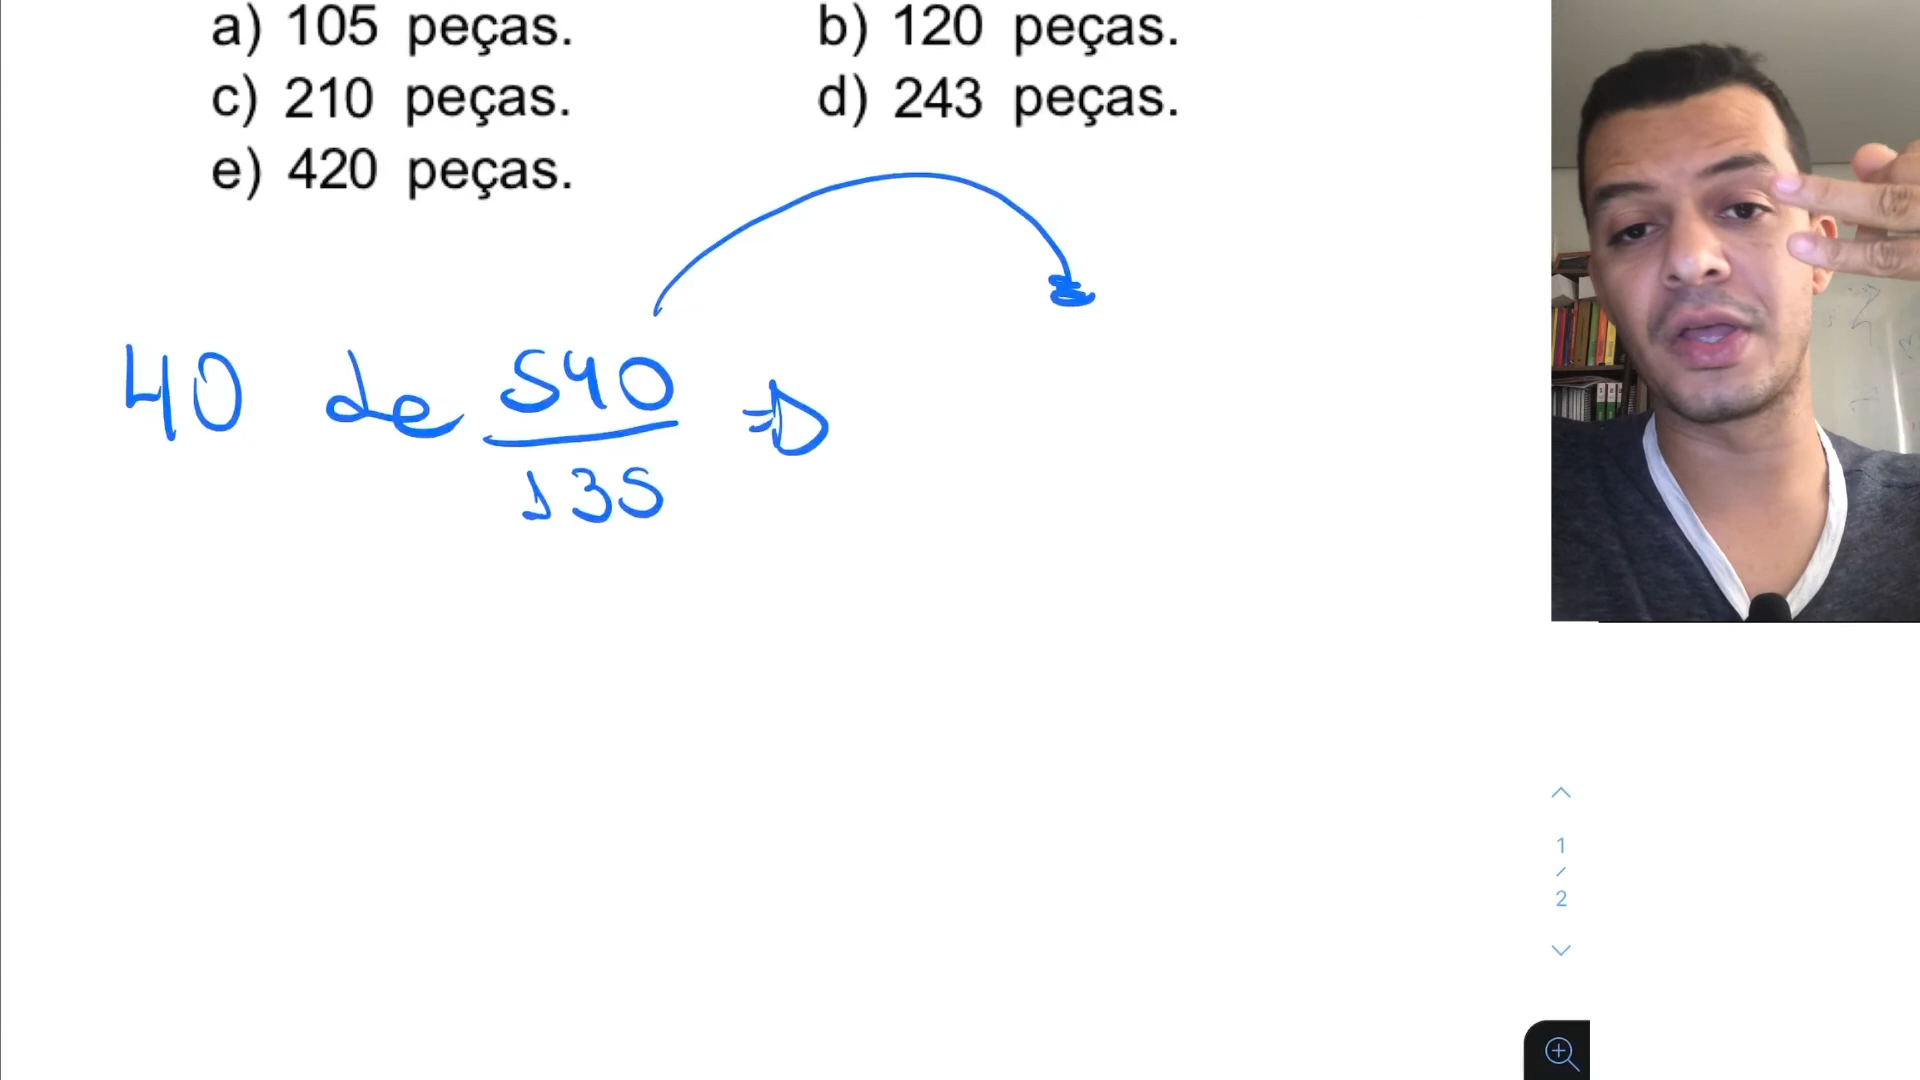 a) 105 peças. b) 120 peças.
c) 210 peças. d) 243 peças.
e) 420 peças.
40 de 540 ⇒
135
1
/
2